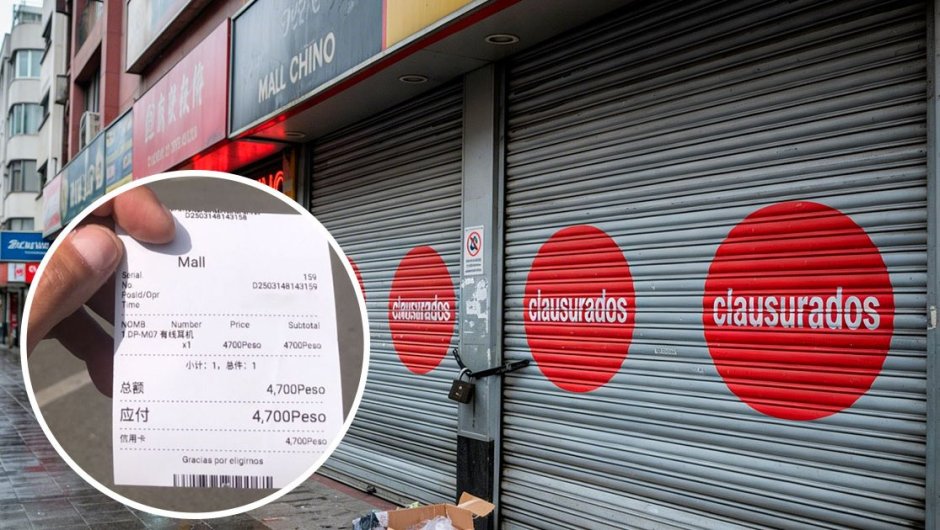 MALL CHINO
clausurados
clausurados
clausurados
D2503148143158
Mall
Serial 159
No. D2503148143159
Posid/Opr
Time
NOMB Number Price Subtotal
1.DP-M07 有线耳机
x1 4700Peso 4700Peso
小计：1, 总件：1
总额 4,700Peso
应付 4,700Peso
信用卡 4,700Peso
Gracias por elegirnos